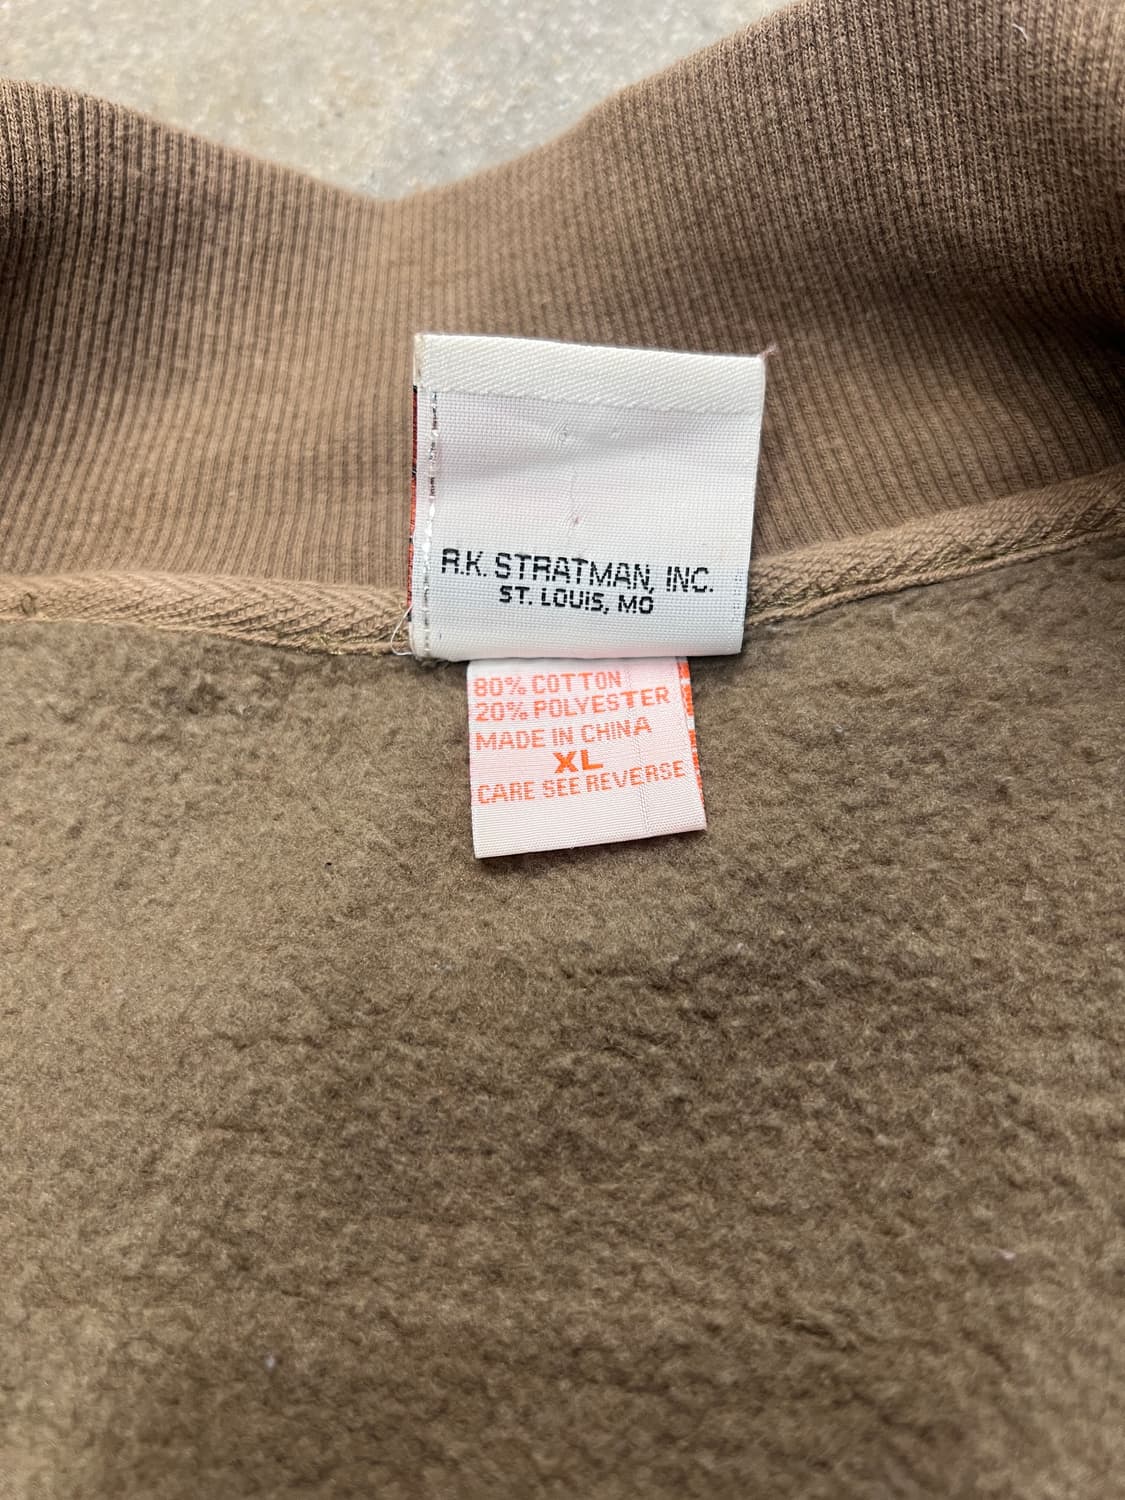 R.K. STRATMAN, INC.
ST. LOUIS, MO
80% COTTON
20% POLYESTER
MADE IN CHINA
XL
CARE SEE REVERSE